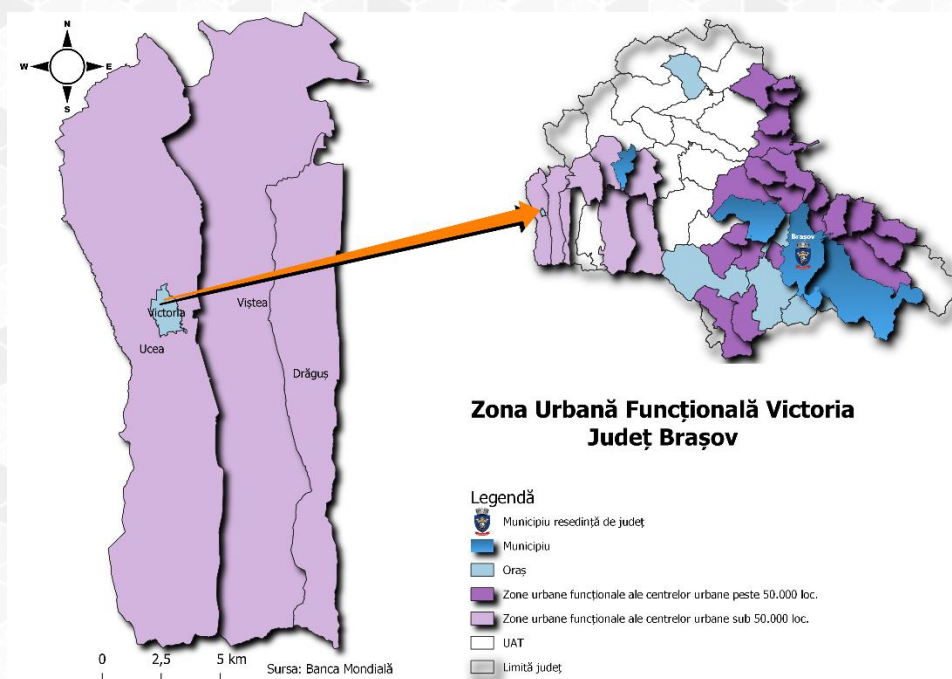 N
W E
S
Brașov
Victoria
Viștea
Ucea
Drăguș
Zona Urbană Funcțională Victoria
Județ Brașov
Legendă
Municipiu resedință de județ
Municipiu
Oraș
Zone urbane funcționale ale centrelor urbane peste 50.000 loc.
Zone urbane funcționale ale centrelor urbane sub 50.000 loc.
UAT
Limită județ
0 2,5 5 km
Sursa: Banca Mondială